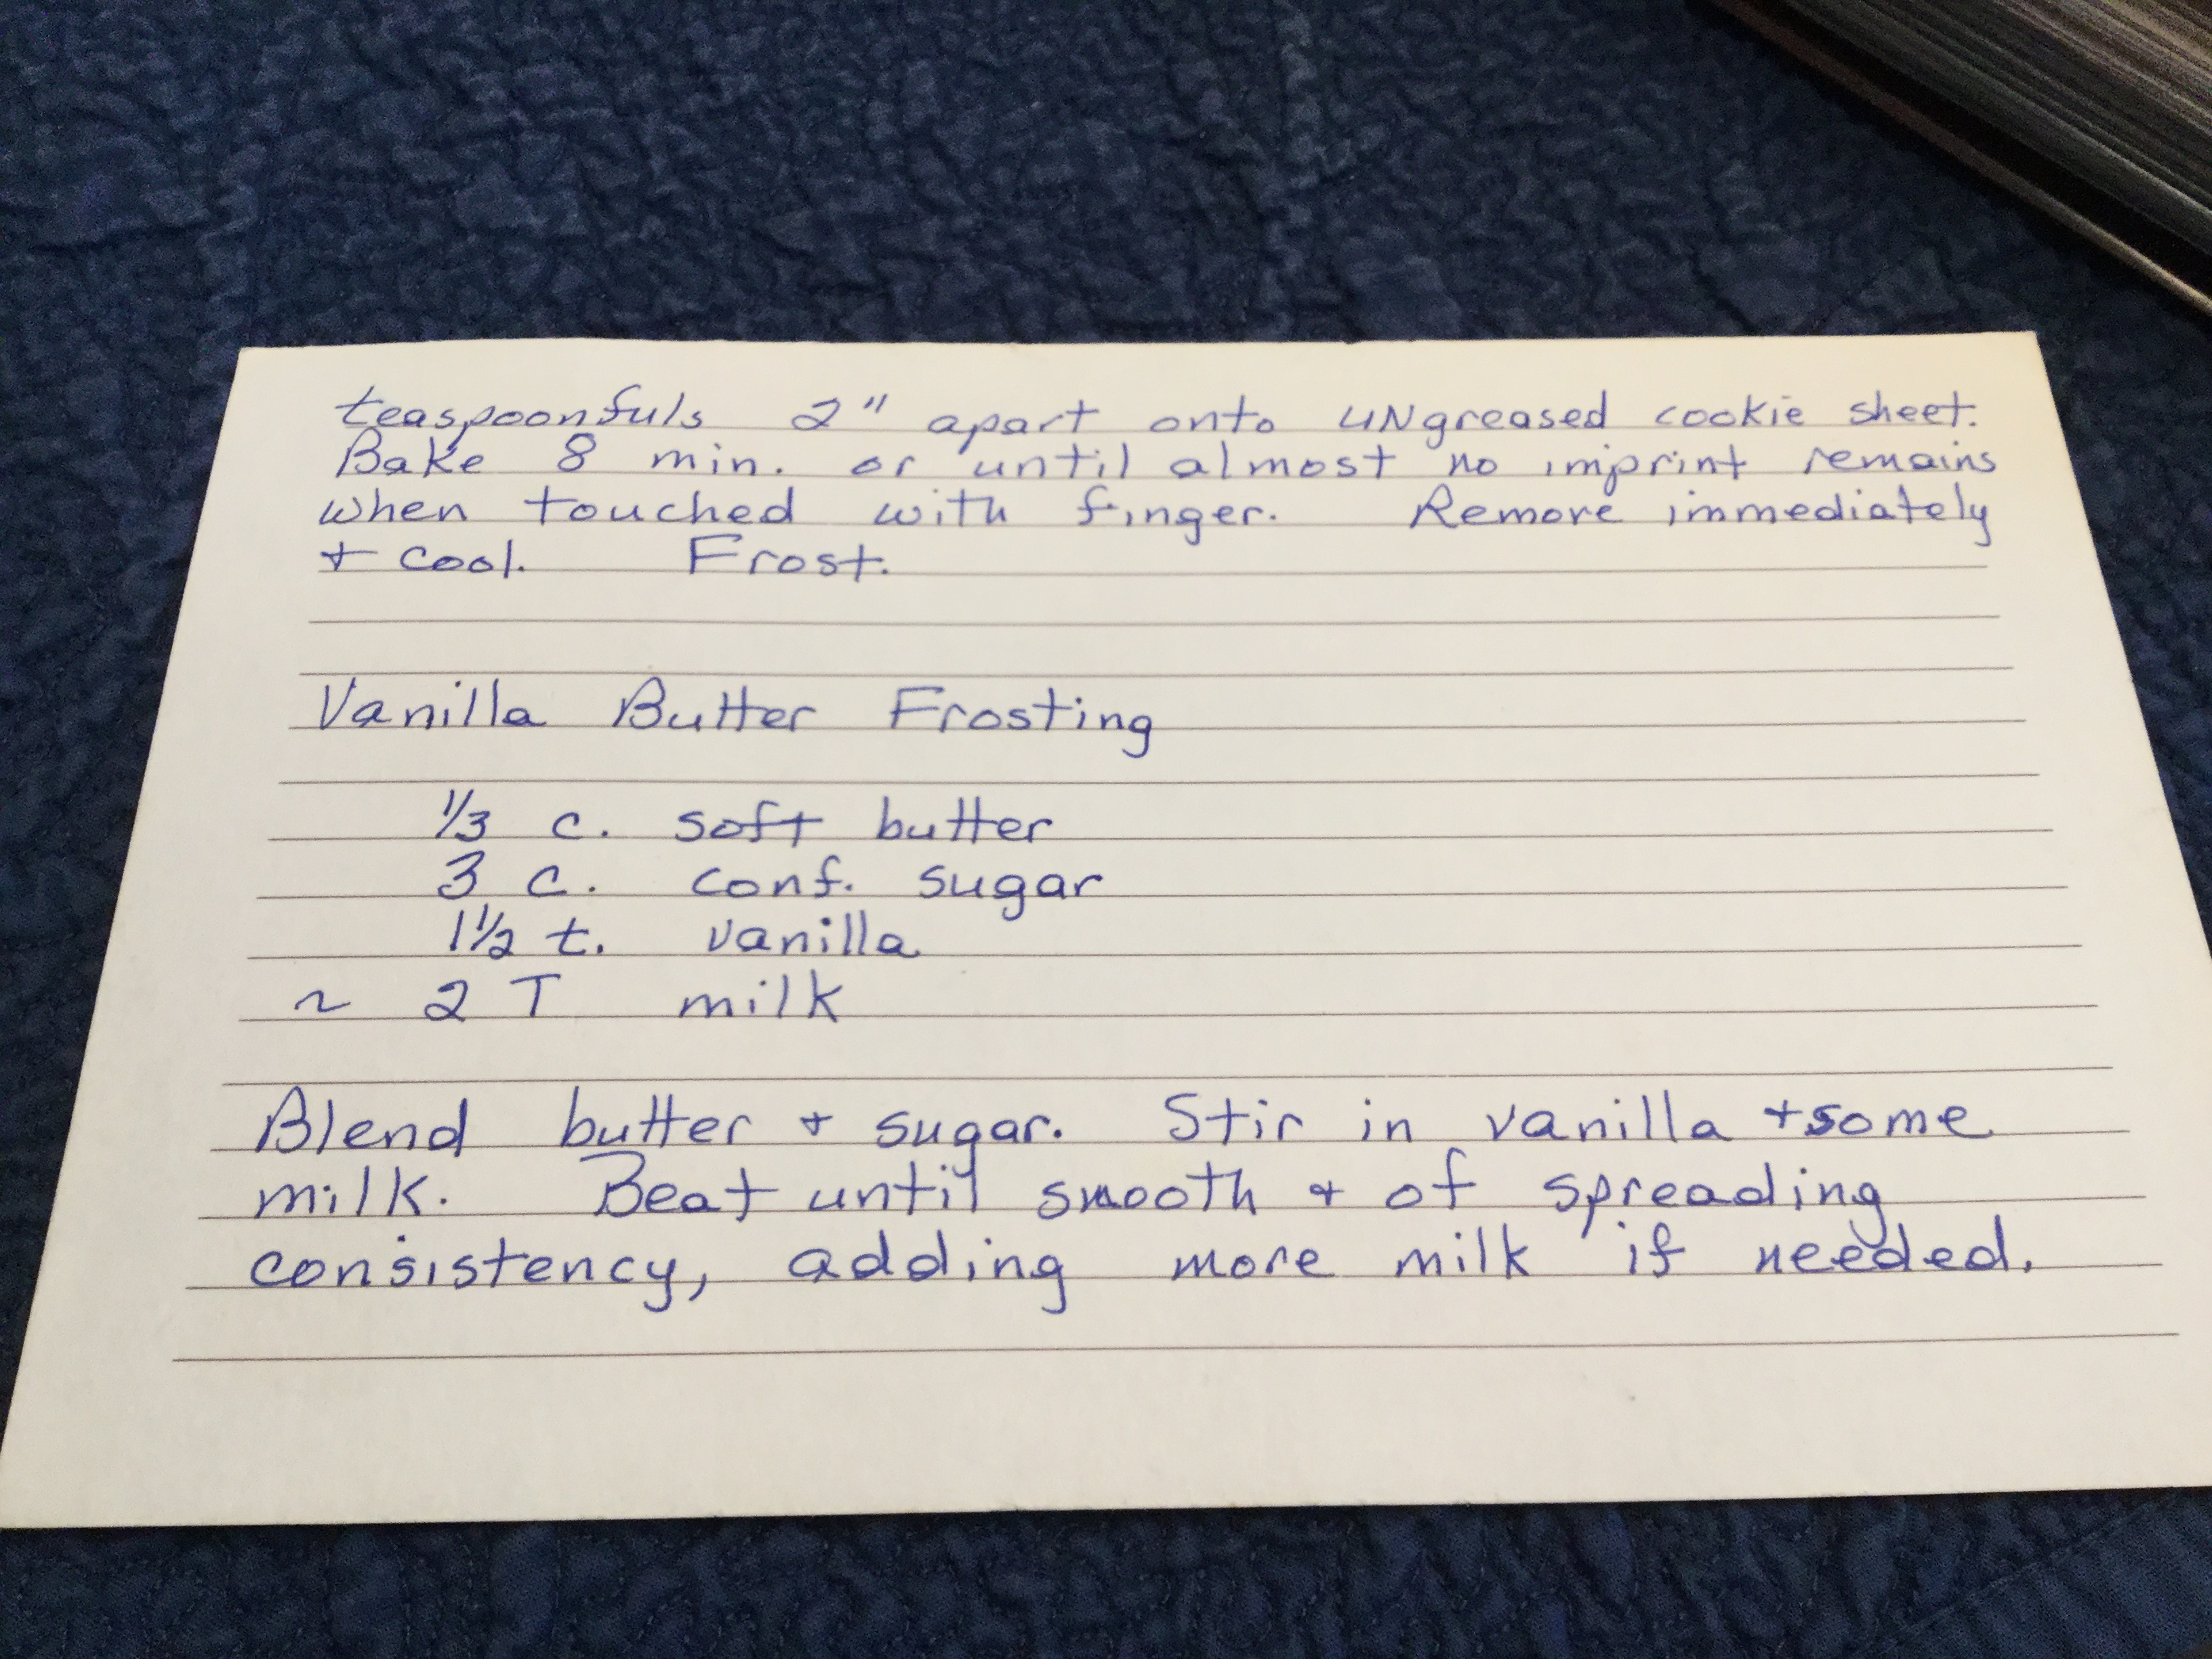 teaspoonfuls 2" apart onto UNgreased cookie sheet.
Bake 8 min. or until almost no imprint remains
when touched with finger. Remove immediately
+ cool. Frost.
Vanilla Butter Frosting
1/3 c. soft butter
3 c. conf. sugar
1 1/2 t. vanilla
~ 2 T milk
Blend butter + sugar. Stir in vanilla + some
milk. Beat until smooth + of spreading
consistency, adding more milk if needed.